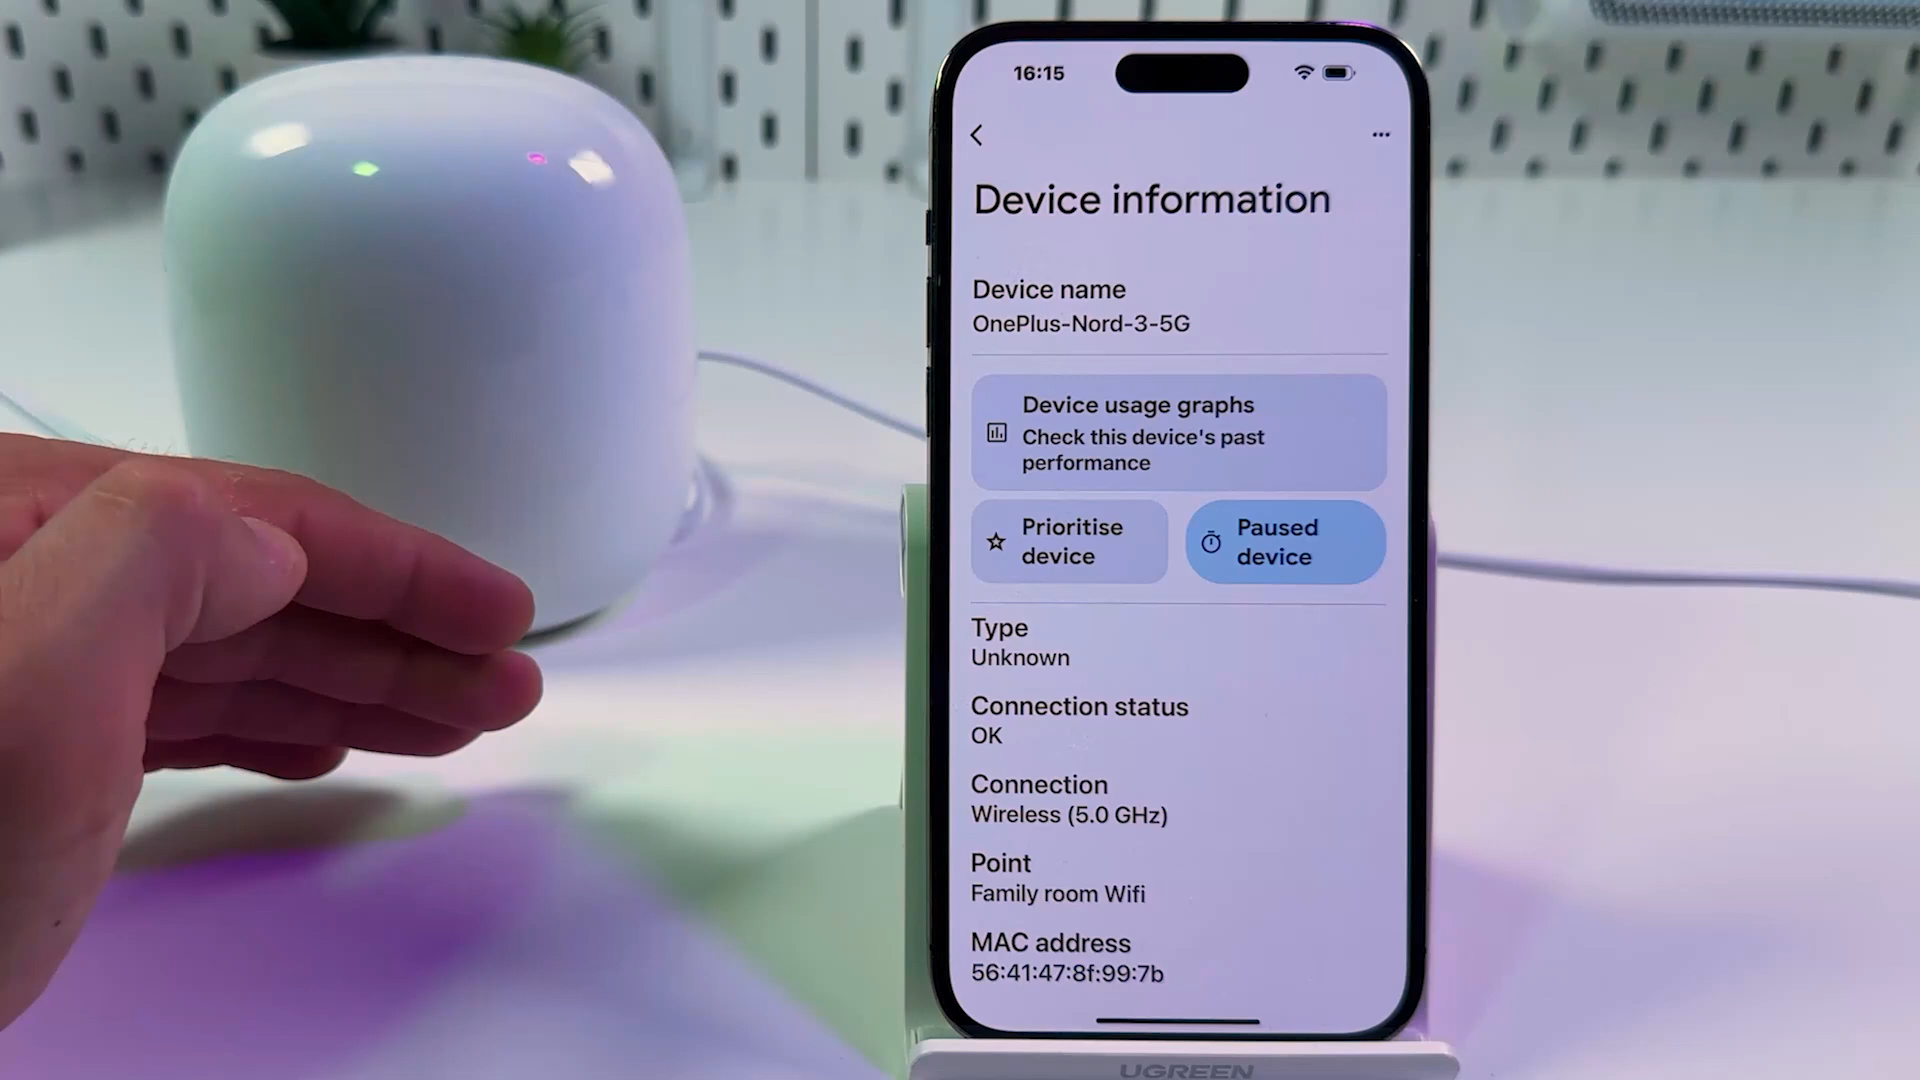 16:15
Device information
Device name
OnePlus-Nord-3-5G
Device usage graphs
Check this device's past
performance
Prioritise
device
Paused
device
Type
Unknown
Connection status
OK
Connection
Wireless (5.0 GHz)
Point
Family room Wifi
MAC address
56:41:47:8f:99:7b
UGREEN